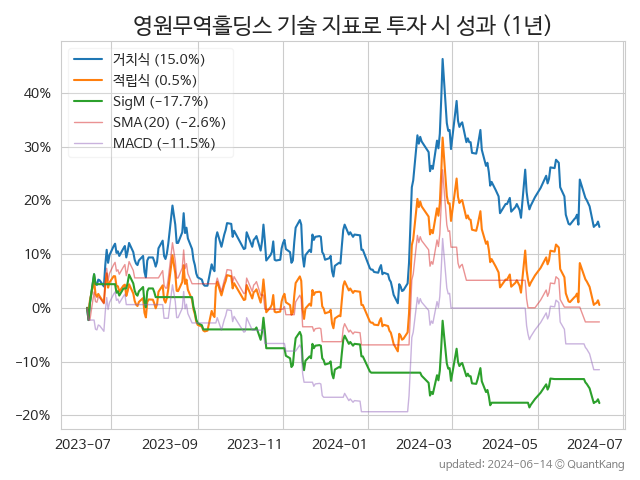 영원무역홀딩스 기술 지표로 투자 시 성과 (1년)
거치식 (15.0%)
적립식 (0.5%)
SigM (−17.7%)
SMA(20) (−2.6%)
MACD (−11.5%)
40%
30%
20%
10%
0%
−10%
−20%
2023−07 2023−09 2023−11 2024−01 2024−03 2024−05 2024−07
updated: 2024−06−14 ⓒ QuantKang